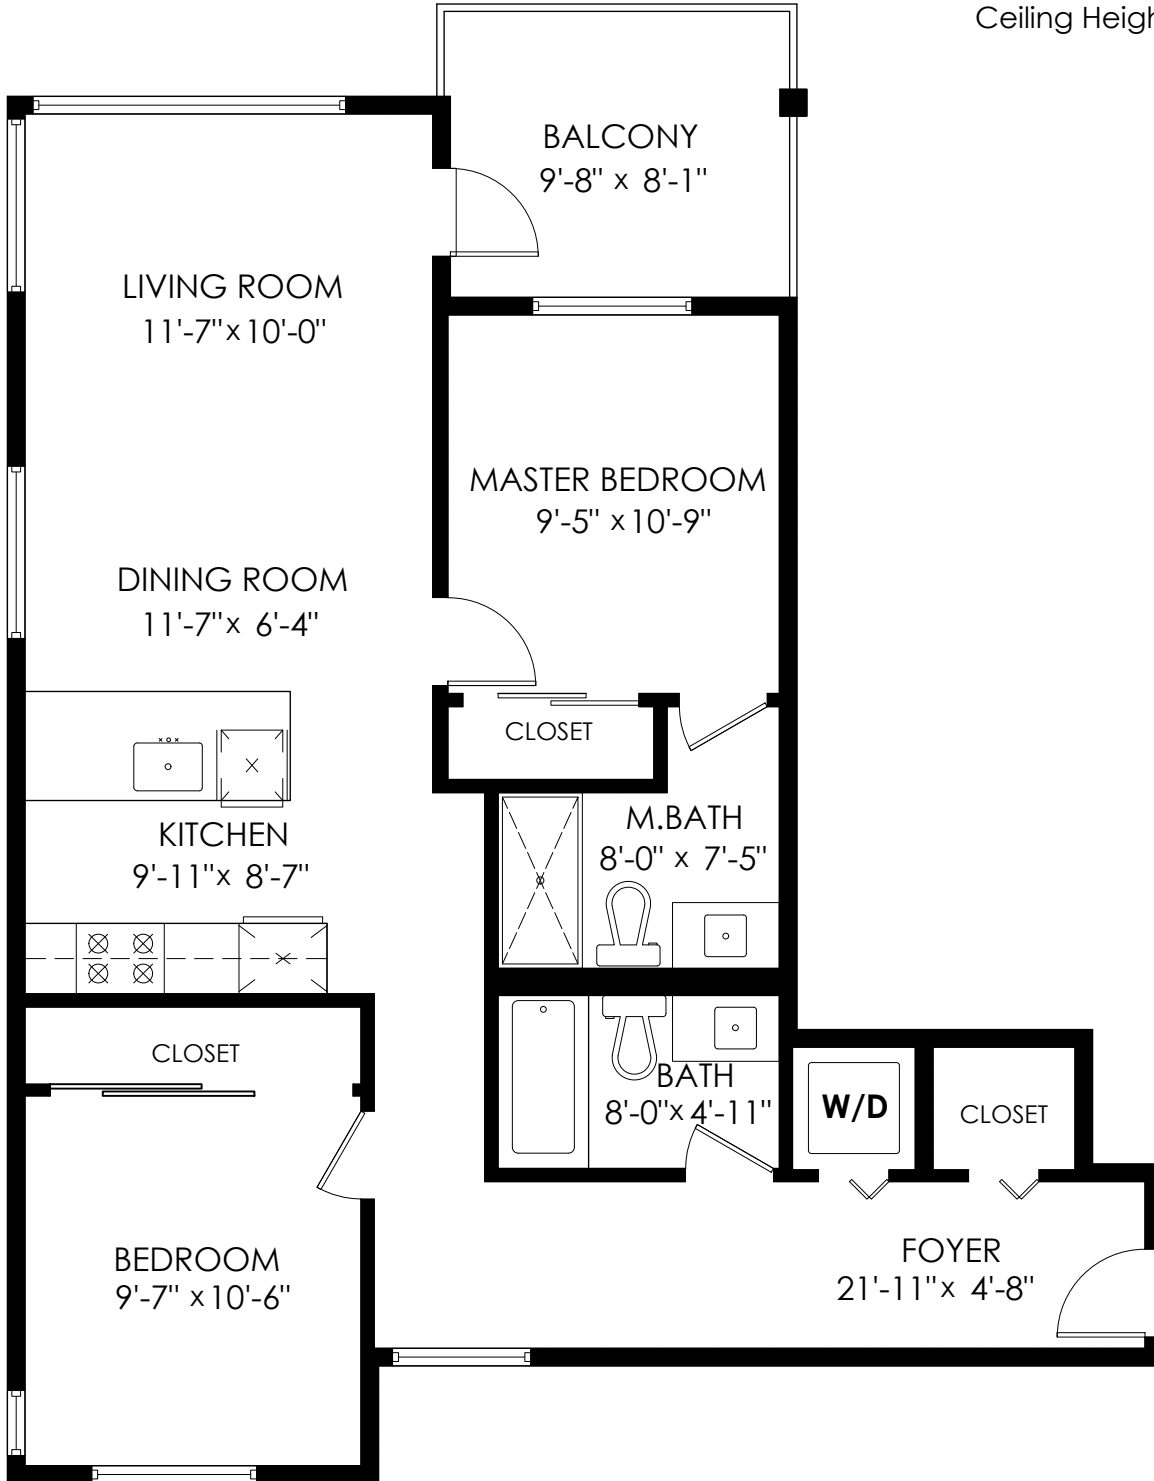 Ceiling
BALCONY
9'-8" x 8'-1"
LIVING ROOM
11'-7" x 10'-0"
MASTER BEDROOM
9'-5" x 10'-9"
DINING ROOM
11'-7" x 6'-4"
CLOSET
M.BATH
8'-0" x 7'-5"
KITCHEN
9'-11" x 8'-7"
CLOSET
BATH
8'-0" x 4'-11"
W/D
CLOSET
BEDROOM
9'-7" x 10'-6"
FOYER
21'-11" x 4'-8"